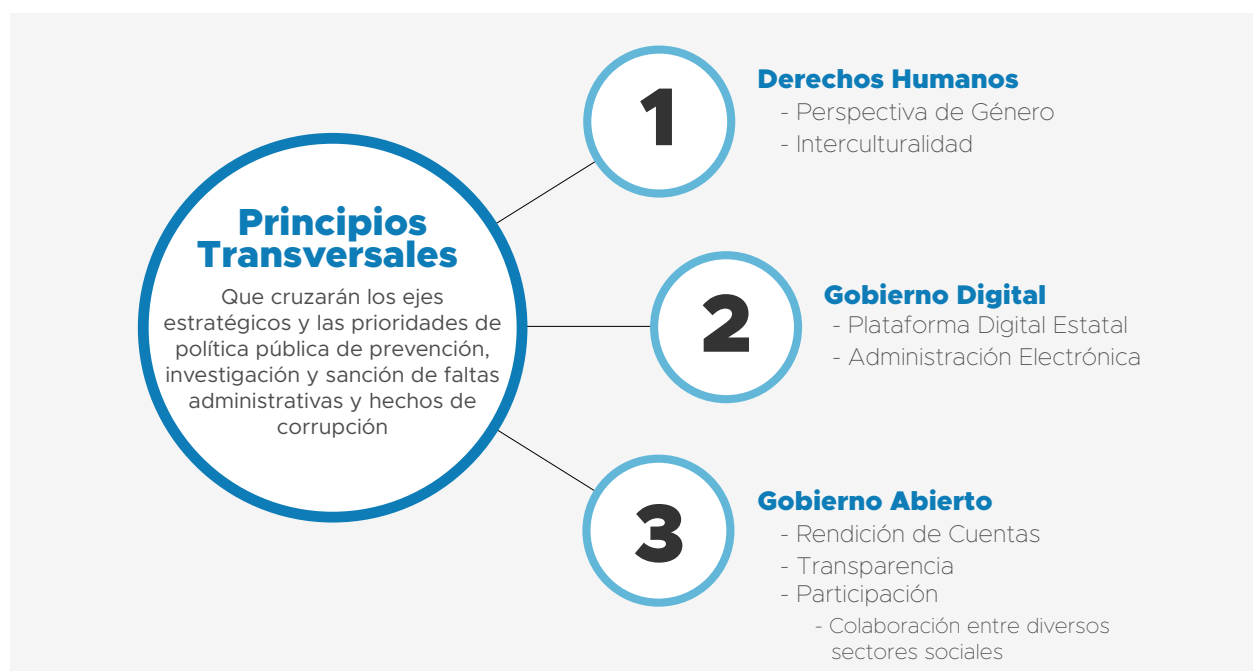 Principios
Transversales
Que cruzarán los ejes
estratégicos y las prioridades de
política pública de prevención,
investigación y sanción de faltas
administrativas y hechos de
corrupción
1
Derechos Humanos
- Perspectiva de Género
- Interculturalidad
2
Gobierno Digital
- Plataforma Digital Estatal
- Administración Electrónica
3
Gobierno Abierto
- Rendición de Cuentas
- Transparencia
- Participación
- Colaboración entre diversos
sectores sociales